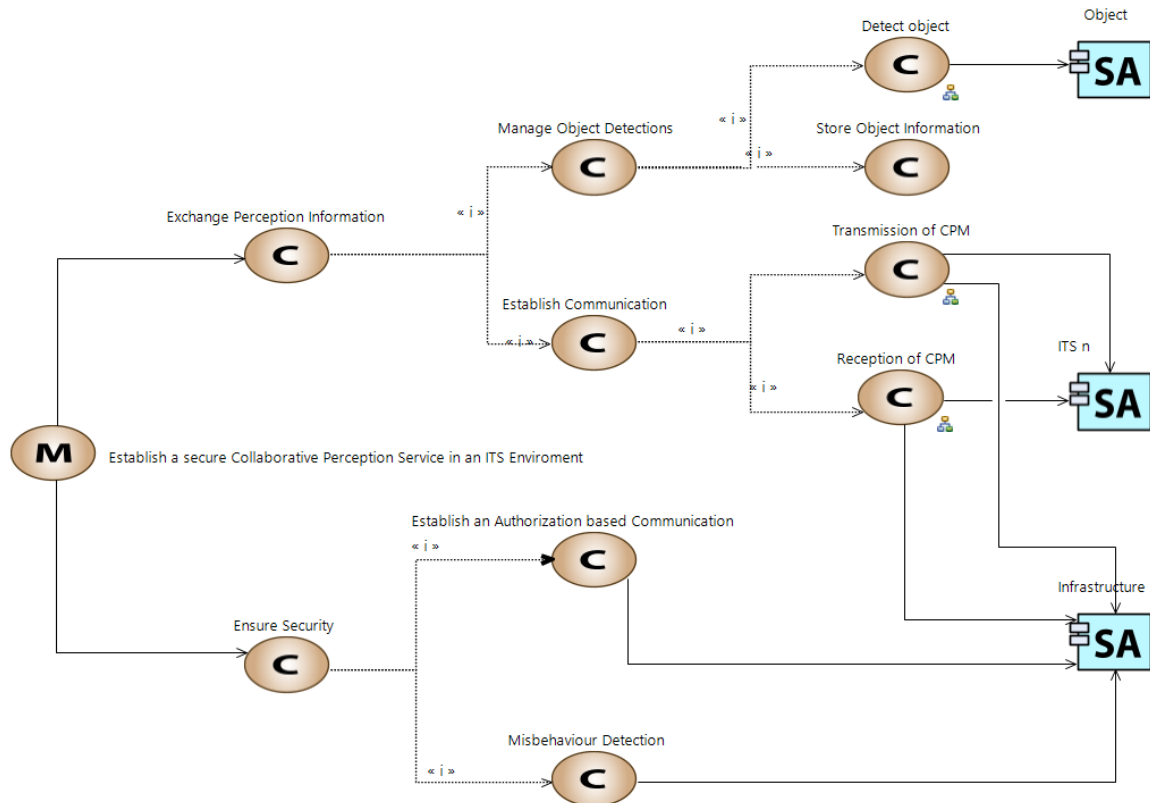 Object
Detect object
C
SA
« i »
Manage Object Detections
Store Object Information
« i »
C
C
« i »
Exchange Perception Information
Transmission of CPM
C
C
Establish Communication
« i »
« i »
C
ITS n
Reception of CPM
« i »
C
SA
M
Establish a secure Collaborative Perception Service in an ITS Enviroment
Establish an Authorization based Communication
« i »
C
Infrastructure
Ensure Security
SA
C
Misbehaviour Detection
« i »
C